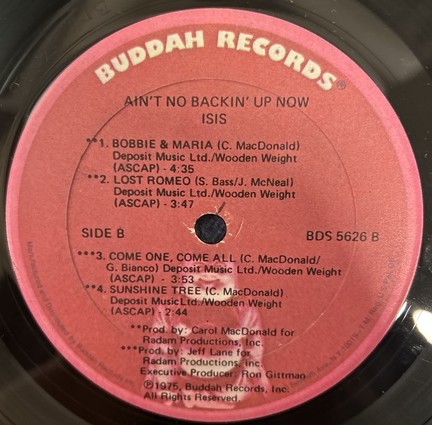 BUDDAH RECORDS®
AIN'T NO BACKIN' UP NOW
ISIS
**1. BOBBIE & MARIA (C. MacDonald)
Deposit Music Ltd./Wooden Weight
(ASCAP) - 4:35
**2. LOST ROMEO (S. Bass/J. McNeal)
Deposit Music Ltd./Wooden Weight
(ASCAP) - 3:47
SIDE B
BDS 5626 B
***3. COME ONE, COME ALL (C. MacDonald/
G. Bianco) Deposit Music Ltd./Wooden Weight
(ASCAP) - 3:53
**4. SUNSHINE TREE (C. MacDonald)
Deposit Music Ltd./Wooden Weight
(ASCAP) - 2:44
**Prod. by: Carol MacDonald for
Radam Productions, Inc.
***Prod. by: Jeff Lane for
Radam Productions, Inc.
Executive Producer: Ron Gittman
℗1975, Buddah Records, Inc.
All Rights Reserved.